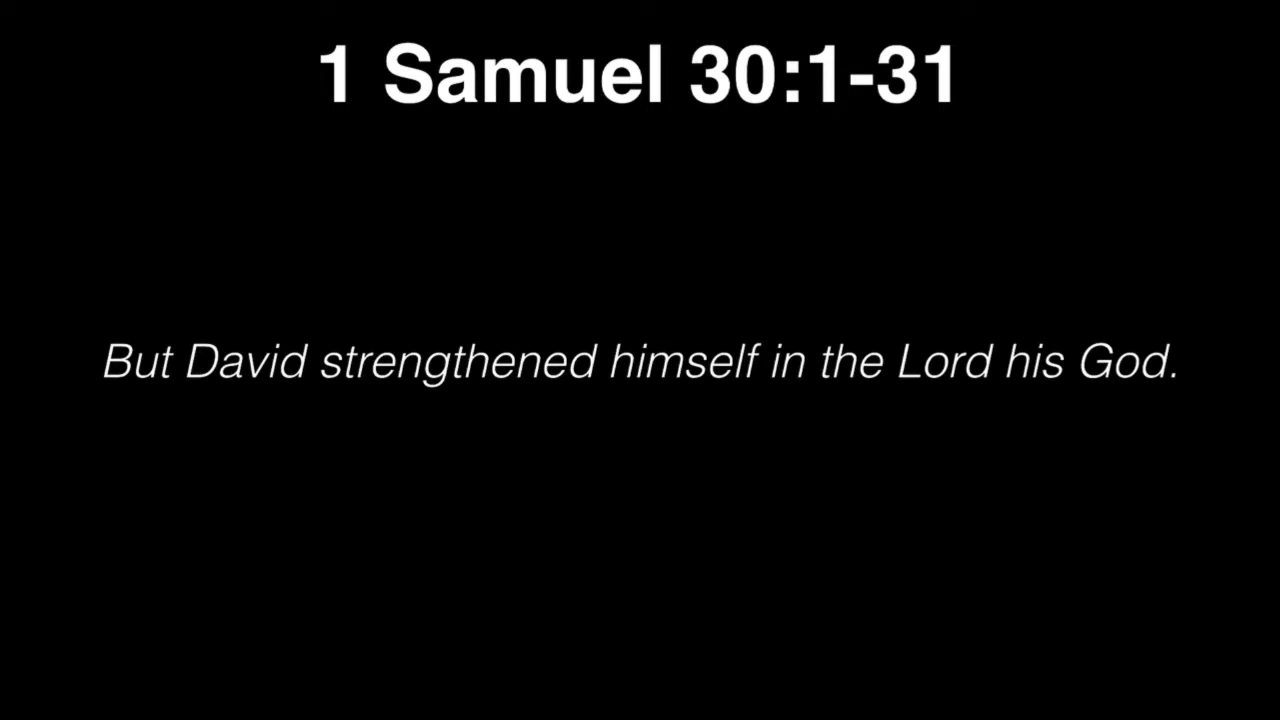 1 Samuel 30:1-31
But David strengthened himself in the Lord his God.